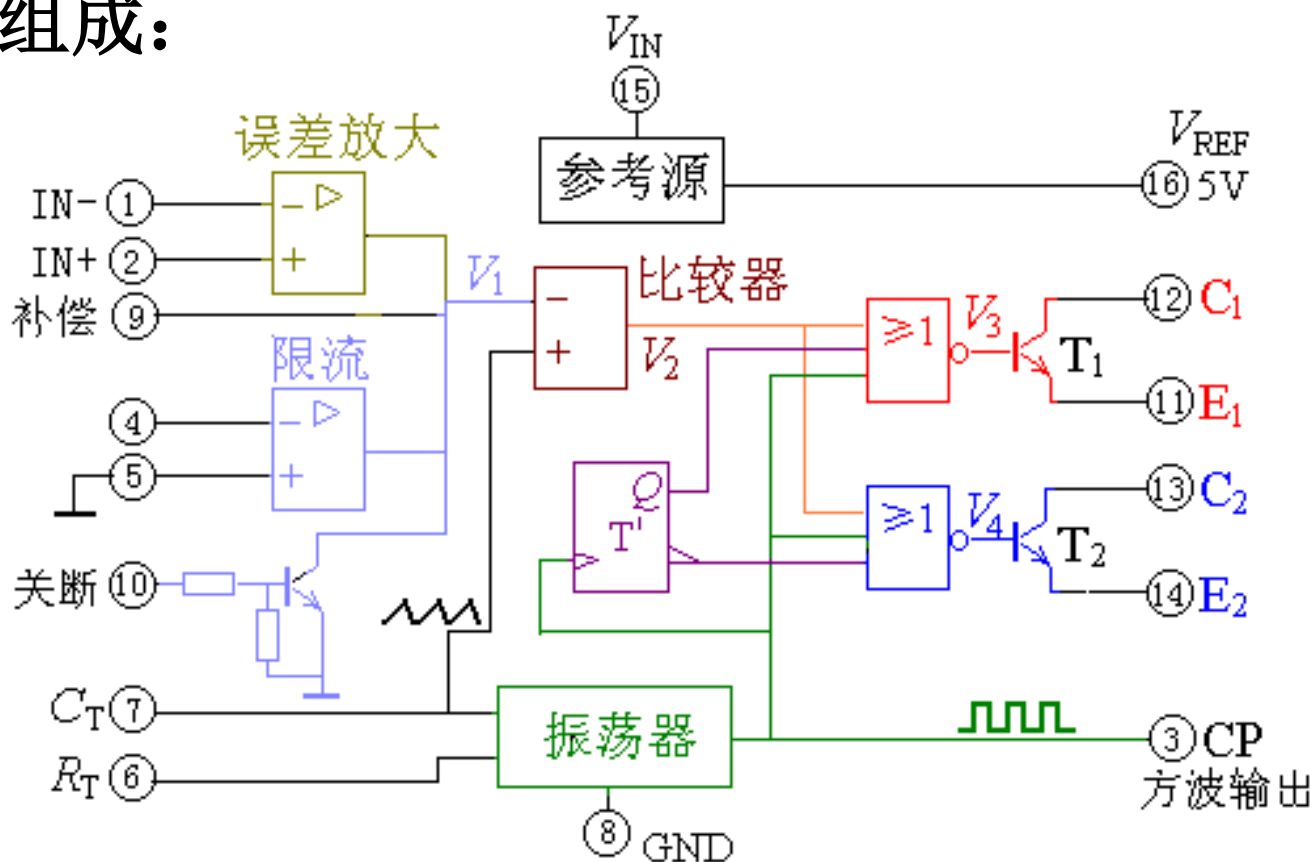 组成：
V_IN
⑮
误差放大
参考源
V_REF
⑯ 5V
IN- ①
IN+ ②
补偿 ⑨
− ▷
+
V₁
−
+
比较器
V₂
≥1
V₃
T₁
⑫ C₁
⑪ E₁
限流
④
⑤
− ▷
+
Q
T'
≥1
V₄
T₂
⑬ C₂
⑭ E₂
关断 ⑩
C_T ⑦
R_T ⑥
振荡器
③ CP
方波输出
⑧ GND